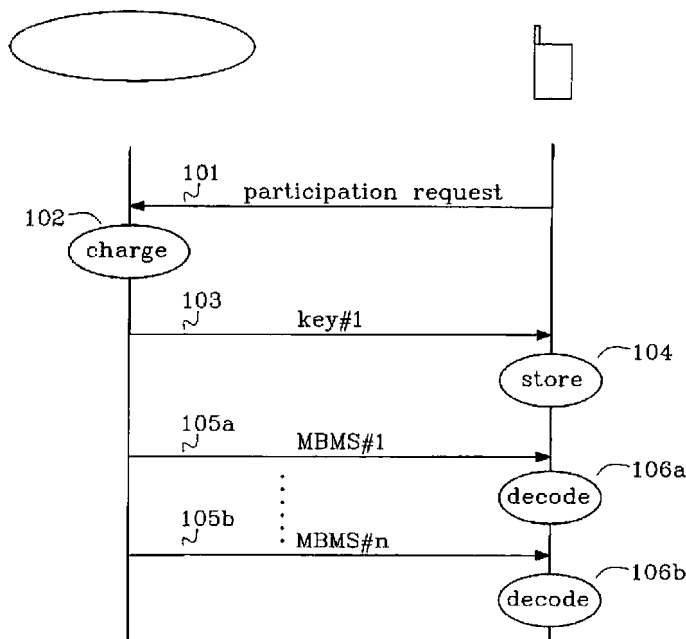 101
participation request
102
charge
103
key#1
104
store
105a
MBMS#1
106a
decode
105b
MBMS#n
106b
decode